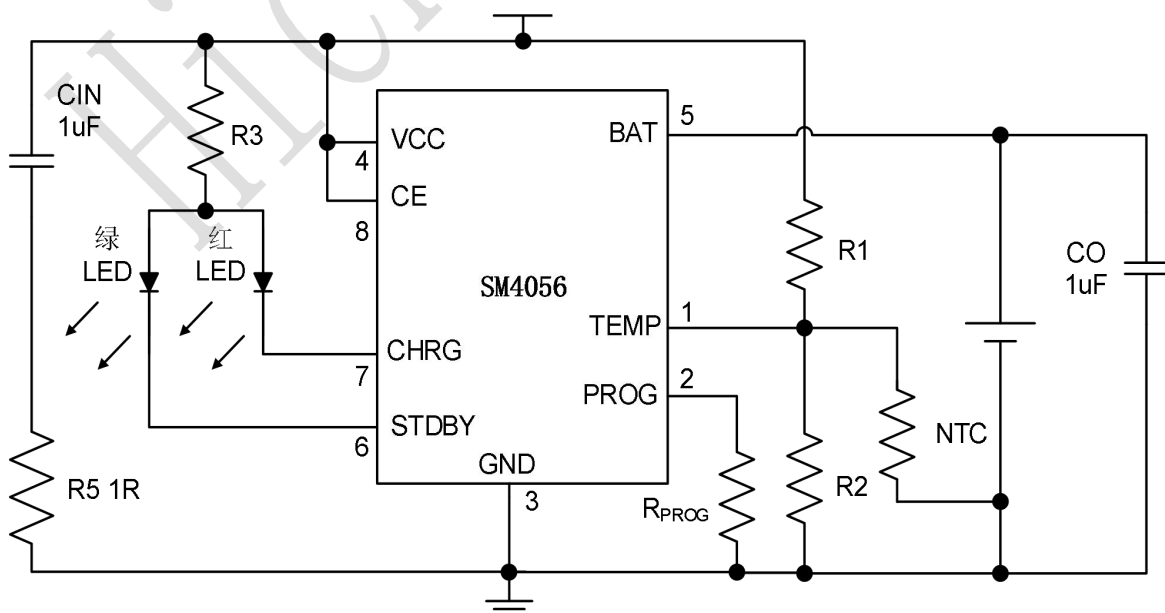 CIN
1uF
R3
VCC
4
CE
8
BAT
5
绿
LED
红
LED
SM4056
R1
CO
1uF
TEMP
1
CHRG
7
PROG
2
STDBY
6
GND
3
NTC
R5 1R
RPROG
R2